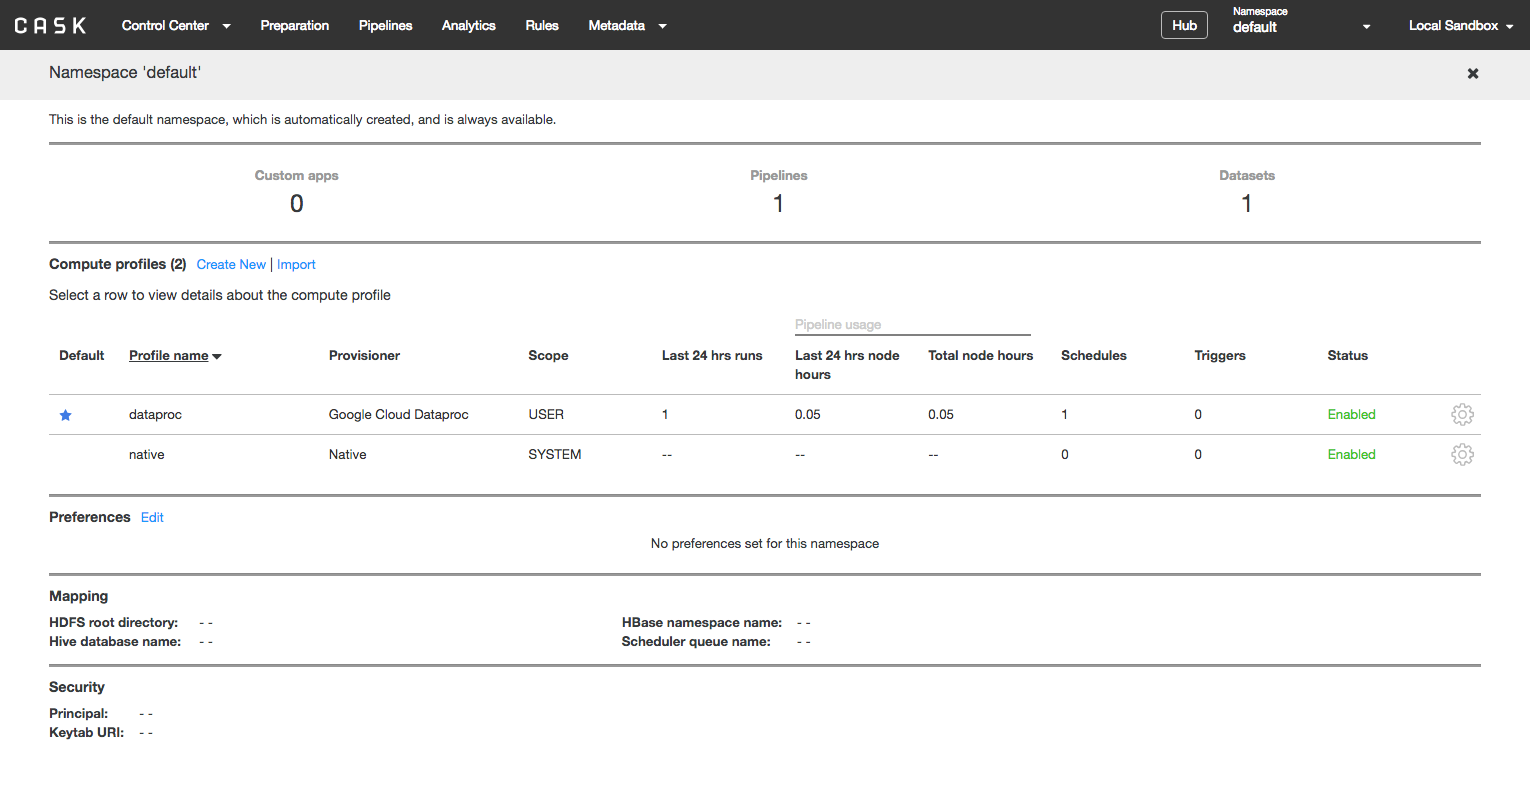 CASK Control Center Preparation Pipelines Analytics Rules Metadata Hub Namespace default Local Sandbox
Namespace 'default'
This is the default namespace, which is automatically created, and is always available.
Custom apps Pipelines Datasets
0 1 1
Compute profiles (2) Create New | Import
Select a row to view details about the compute profile
Pipeline usage
Default Profile name Provisioner Scope Last 24 hrs runs Last 24 hrs node hours Total node hours Schedules Triggers Status
dataproc Google Cloud Dataproc USER 1 0.05 0.05 1 0 Enabled
native Native SYSTEM -- -- -- 0 0 Enabled
Preferences Edit
No preferences set for this namespace
Mapping
HDFS root directory: - - HBase namespace name: - -
Hive database name: - - Scheduler queue name: - -
Security
Principal: - -
Keytab URI: - -